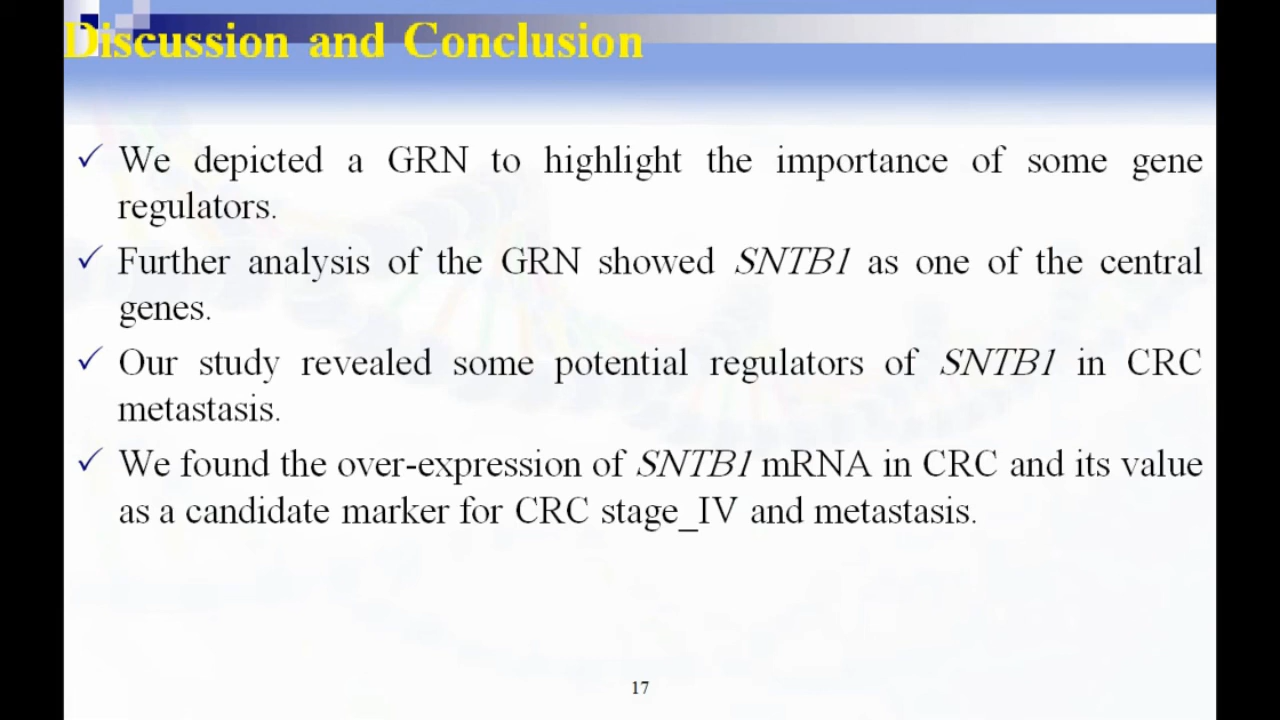 Discussion and Conclusion
✓ We depicted a GRN to highlight the importance of some gene
regulators.
✓ Further analysis of the GRN showed SNTB1 as one of the central
genes.
✓ Our study revealed some potential regulators of SNTB1 in CRC
metastasis.
✓ We found the over-expression of SNTB1 mRNA in CRC and its value
as a candidate marker for CRC stage_IV and metastasis.
17